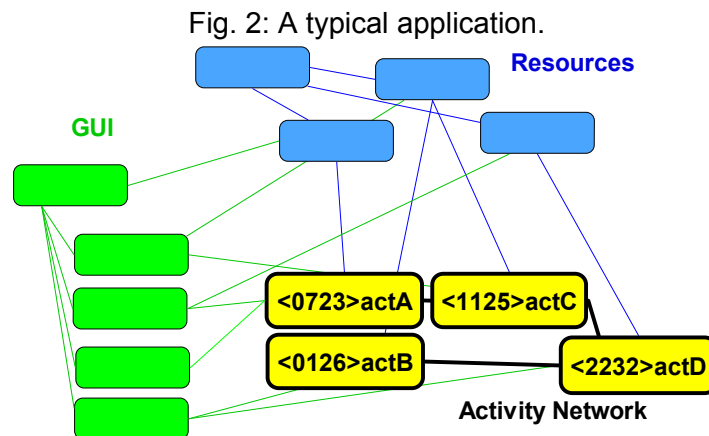 Fig. 2: A typical application.
Resources
GUI
<0723>actA
<1125>actC
<0126>actB
<2232>actD
Activity Network